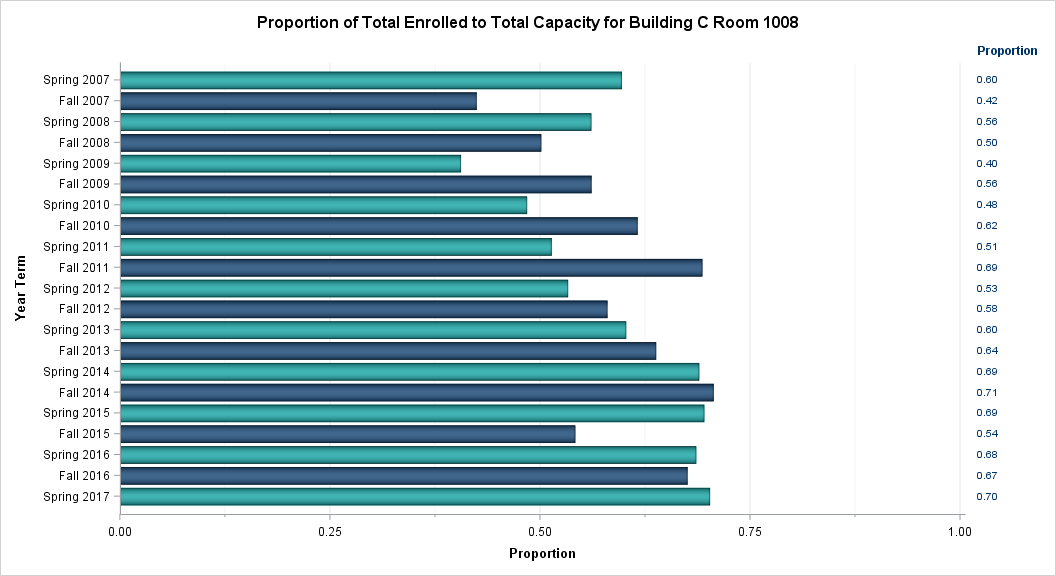 Proportion of Total Enrolled to Total Capacity for Building C Room 1008
Proportion
Spring 2007 0.60
Fall 2007 0.42
Spring 2008 0.56
Fall 2008 0.50
Spring 2009 0.40
Fall 2009 0.56
Spring 2010 0.48
Fall 2010 0.62
Spring 2011 0.51
Fall 2011 0.69
Spring 2012 0.53
Fall 2012 0.58
Spring 2013 0.60
Fall 2013 0.64
Spring 2014 0.69
Fall 2014 0.71
Spring 2015 0.69
Fall 2015 0.54
Spring 2016 0.68
Fall 2016 0.67
Spring 2017 0.70
Year Term
0.00 0.25 0.50 0.75 1.00
Proportion